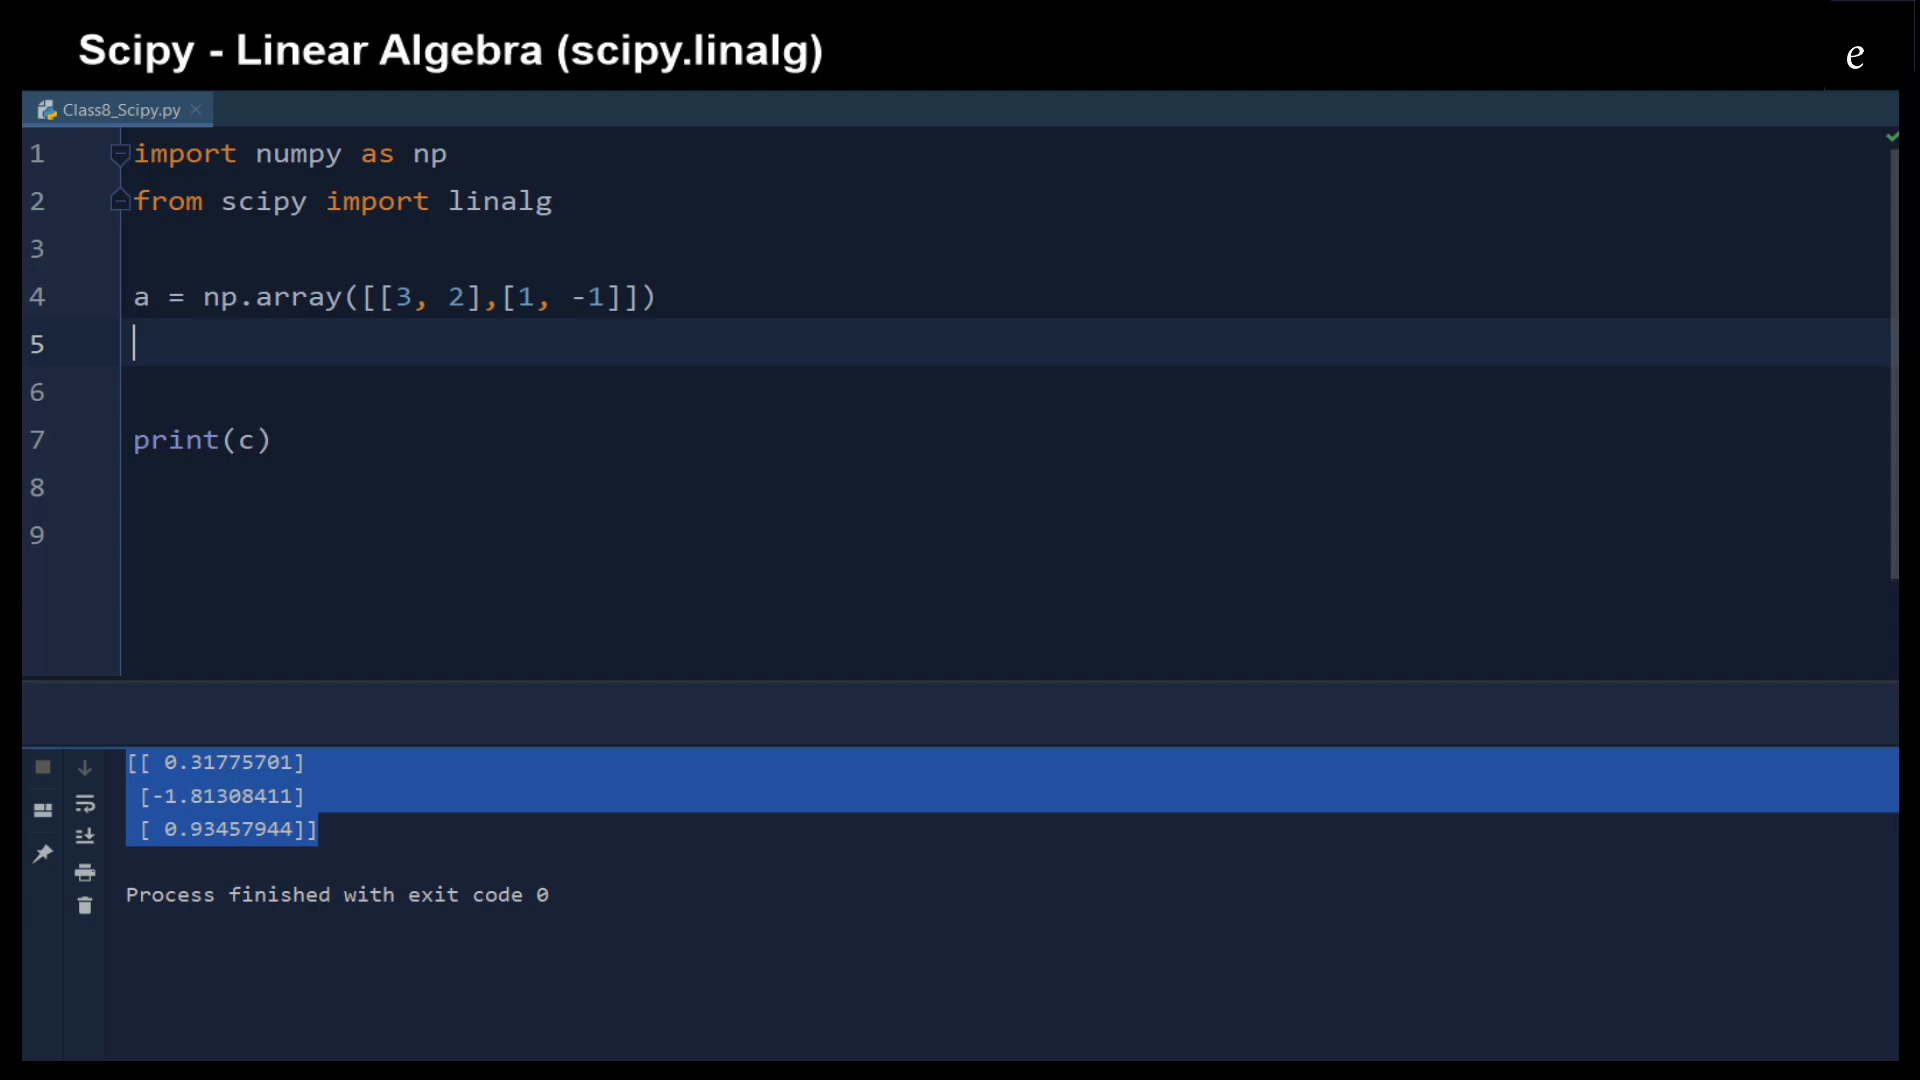 Scipy - Linear Algebra (scipy.linalg)
e
Class8_Scipy.py
1 import numpy as np
2 from scipy import linalg
3
4 a = np.array([[3, 2],[1, -1]])
5
6
7 print(c)
8
9
[[ 0.31775701]
 [-1.81308411]
 [ 0.93457944]]
Process finished with exit code 0